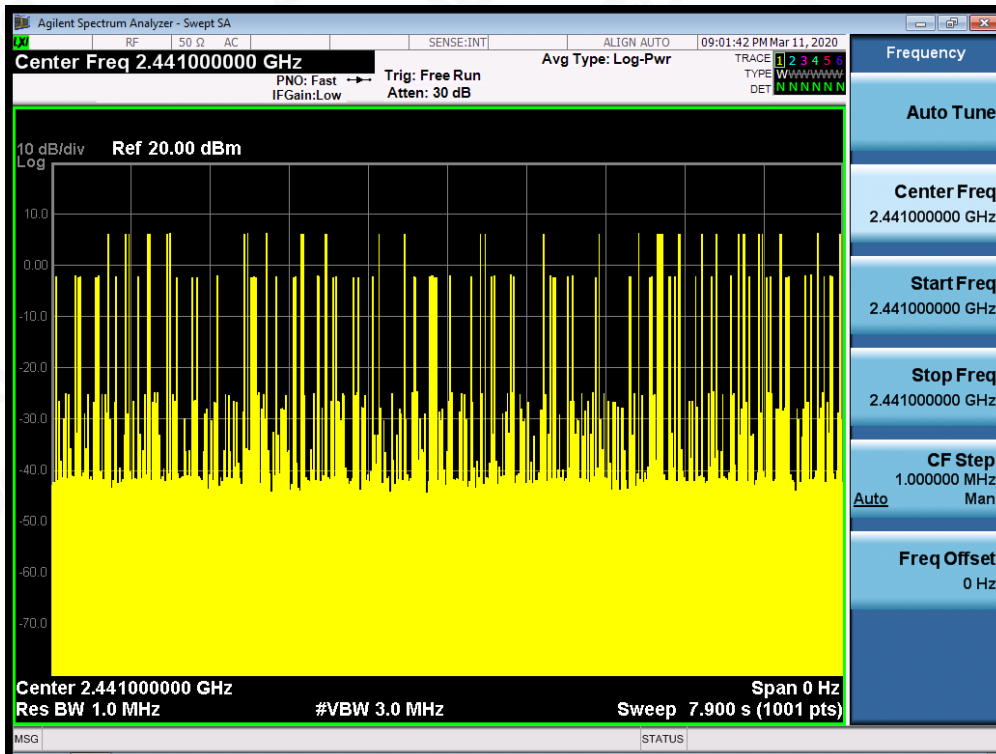 Agilent Spectrum Analyzer - Swept SA
LXI RF 50 Ω AC SENSE:INT ALIGN AUTO 09:01:42 PM Mar 11, 2020
Center Freq 2.441000000 GHz
Avg Type: Log-Pwr
TRACE 1 2 3 4 5 6
PNO: Fast Trig: Free Run
TYPE WWWWWW
IFGain:Low Atten: 30 dB
DET N N N N N N
10 dB/div Ref 20.00 dBm
Log
10.0
0.00
-10.0
-20.0
-30.0
-40.0
-50.0
-60.0
-70.0
Center 2.441000000 GHz Span 0 Hz
Res BW 1.0 MHz #VBW 3.0 MHz Sweep 7.900 s (1001 pts)
MSG STATUS
Frequency
Auto Tune
Center Freq
2.441000000 GHz
Start Freq
2.441000000 GHz
Stop Freq
2.441000000 GHz
CF Step
1.000000 MHz
Auto Man
Freq Offset
0 Hz